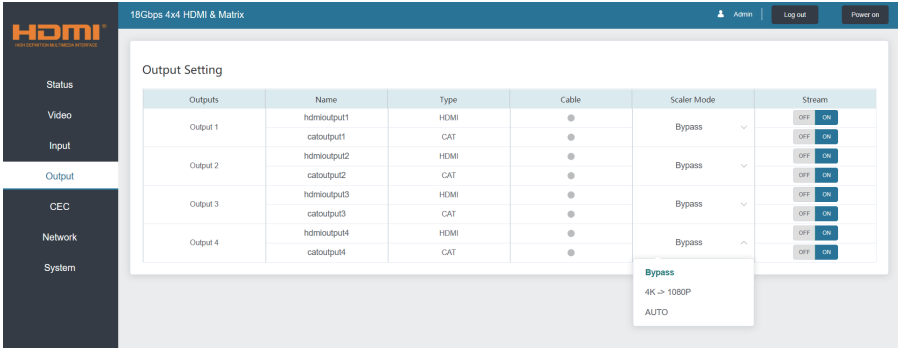 18Gbps 4x4 HDMI & Matrix
Admin
Log out
Power on
HDMI®
HIGH DEFINITION MULTIMEDIA INTERFACE
Status
Video
Input
Output
CEC
Network
System
Output Setting
Outputs Name Type Cable Scaler Mode Stream
Output 1 hdmioutput1 HDMI Bypass OFF ON
catoutput1 CAT OFF ON
Output 2 hdmioutput2 HDMI Bypass OFF ON
catoutput2 CAT OFF ON
Output 3 hdmioutput3 HDMI Bypass OFF ON
catoutput3 CAT OFF ON
Output 4 hdmioutput4 HDMI Bypass OFF ON
catoutput4 CAT OFF ON
Bypass
4K -> 1080P
AUTO